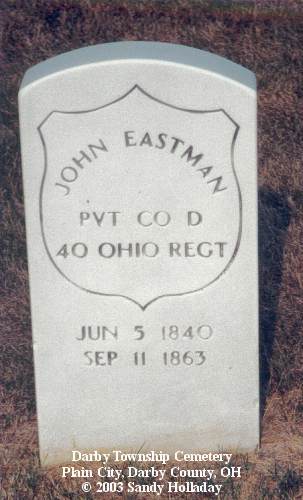 JOHN EASTMAN
PVT CO D
40 OHIO REGT
JUN 5 1840
SEP 11 1863
Darby Township Cemetery
Plain City, Darby County, OH
© 2003 Sandy Holladay